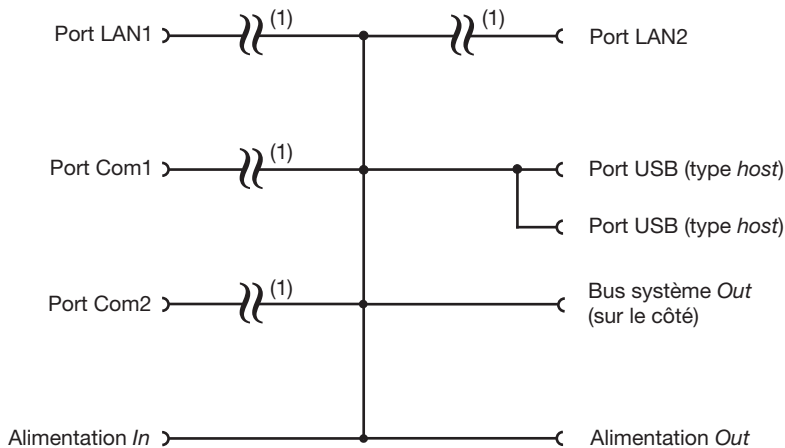 Port LAN1 (1) (1) Port LAN2
Port Com1 (1) Port USB (type host)
Port USB (type host)
Port Com2 (1) Bus système Out
(sur le côté)
Alimentation In Alimentation Out